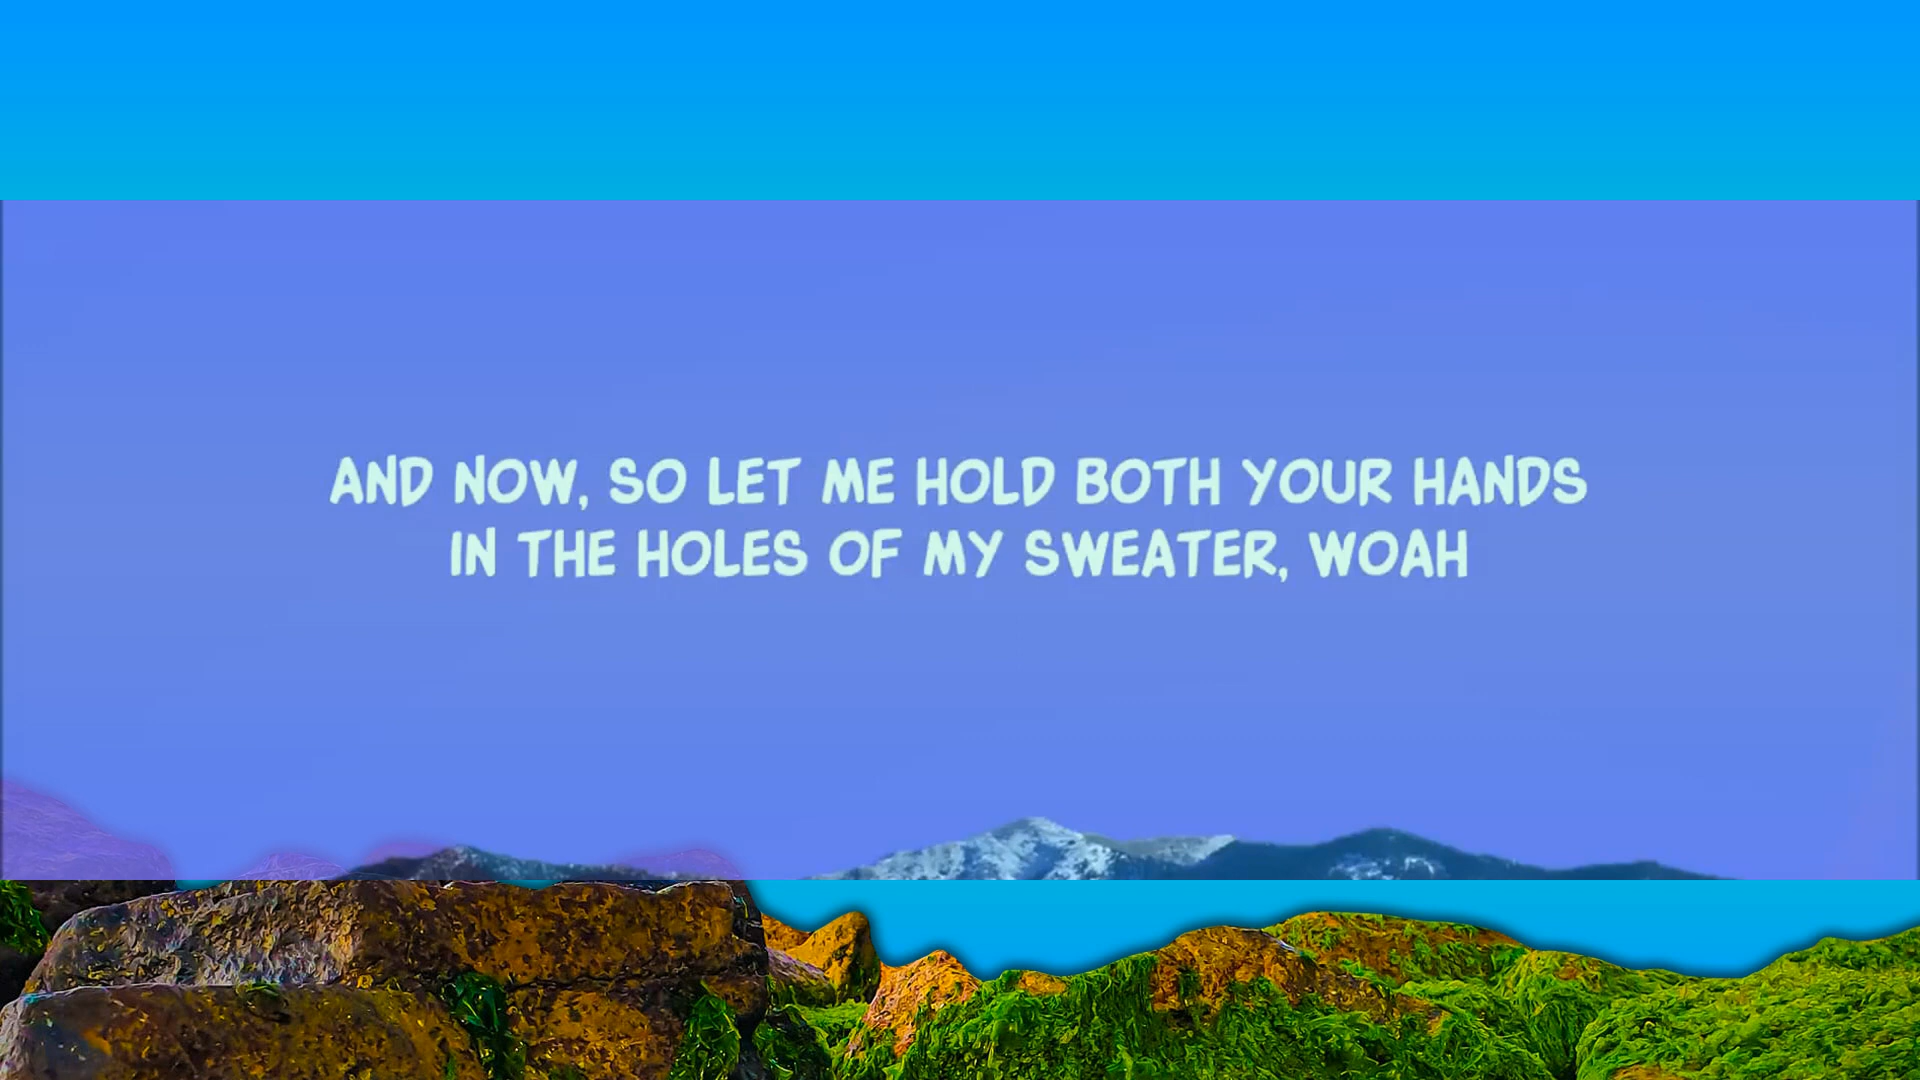 AND NOW, SO LET ME HOLD BOTH YOUR HANDS
IN THE HOLES OF MY SWEATER, WOAH